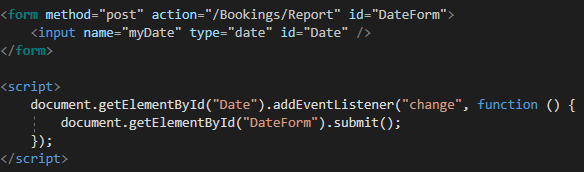 <form method="post" action="/Bookings/Report" id="DateForm">
    <input name="myDate" type="date" id="Date" />
</form>

<script>
    document.getElementById("Date").addEventListener("change", function () {
        document.getElementById("DateForm").submit();
    });
</script>